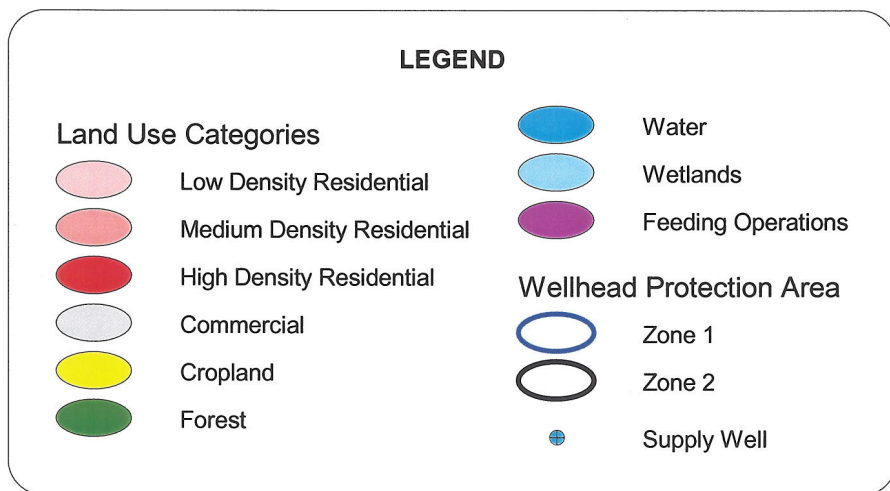 LEGEND
Land Use Categories
Low Density Residential
Medium Density Residential
High Density Residential
Commercial
Cropland
Forest
Water
Wetlands
Feeding Operations
Wellhead Protection Area
Zone 1
Zone 2
Supply Well